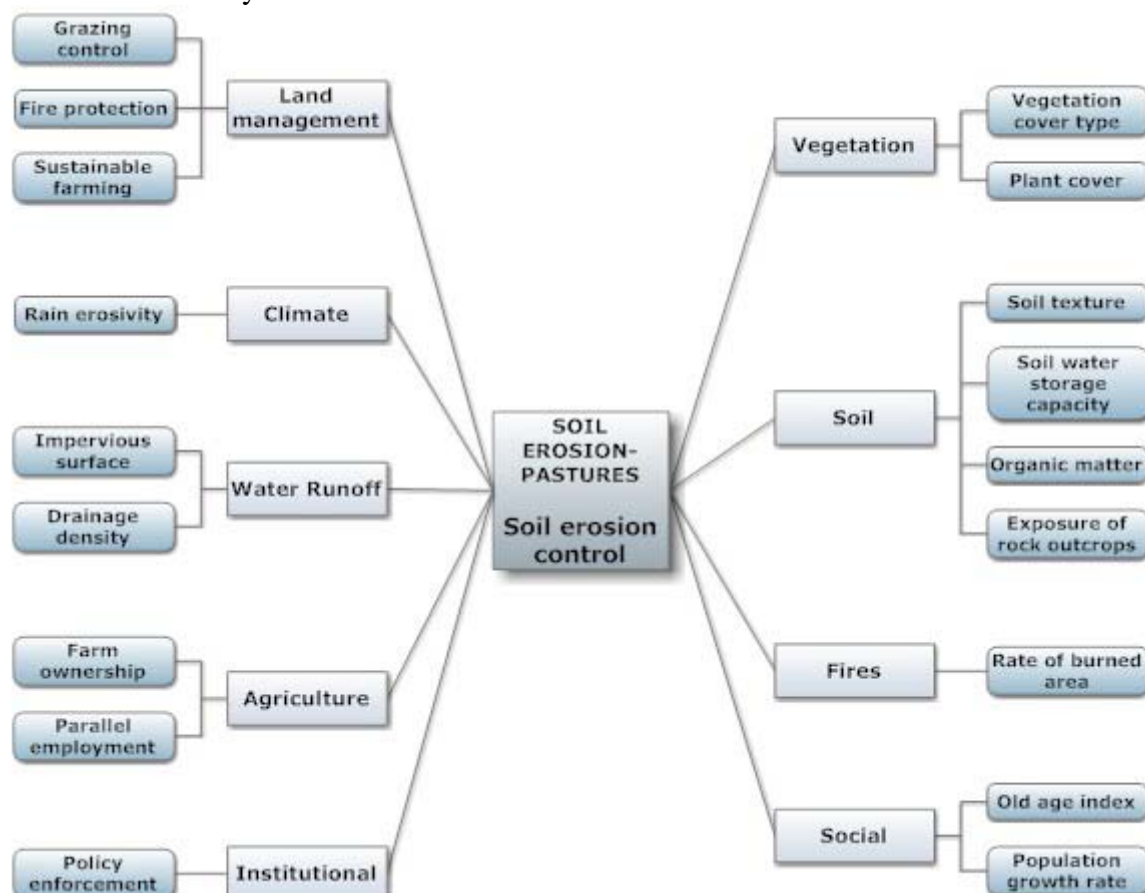 Grazing
control
Fire protection
Sustainable
farming
Land
management
Rain erosivity
Climate
Impervious
surface
Drainage
density
Water Runoff
Farm
ownership
Parallel
employment
Agriculture
Policy
enforcement
Institutional
SOIL
EROSION-
PASTURES
Soil erosion
control
Vegetation
Vegetation
cover type
Plant cover
Soil
Soil texture
Soil water
storage
capacity
Organic matter
Exposure of
rock outcrops
Fires
Rate of burned
area
Social
Old age index
Population
growth rate